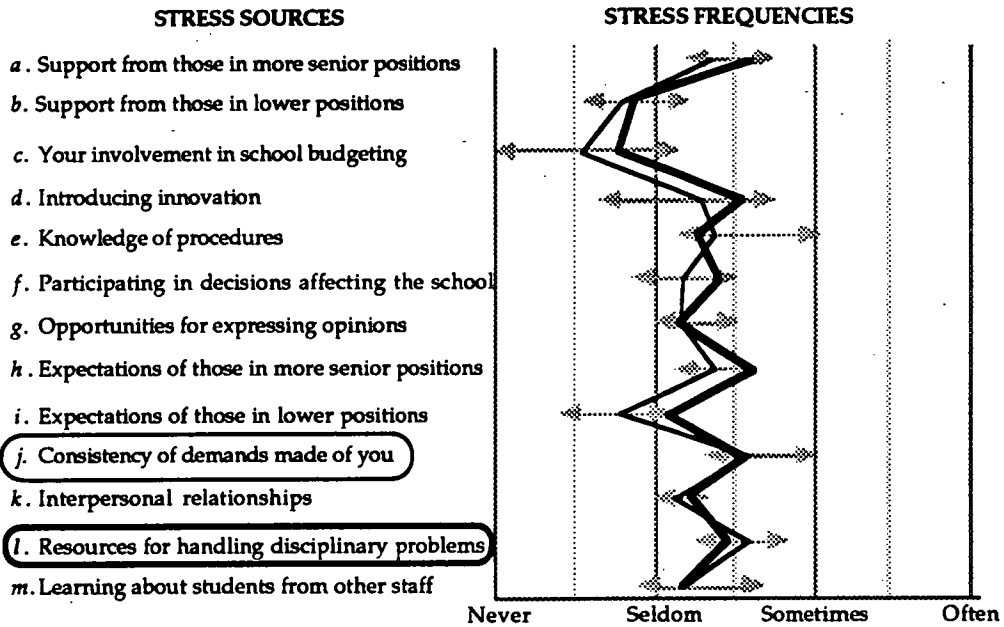 STRESS SOURCES
STRESS FREQUENCIES
a. Support from those in more senior positions
b. Support from those in lower positions
c. Your involvement in school budgeting
d. Introducing innovation
e. Knowledge of procedures
f. Participating in decisions affecting the school
g. Opportunities for expressing opinions
h. Expectations of those in more senior positions
i. Expectations of those in lower positions
j. Consistency of demands made of you
k. Interpersonal relationships
l. Resources for handling disciplinary problems
m. Learning about students from other staff
Never Seldom Sometimes Often